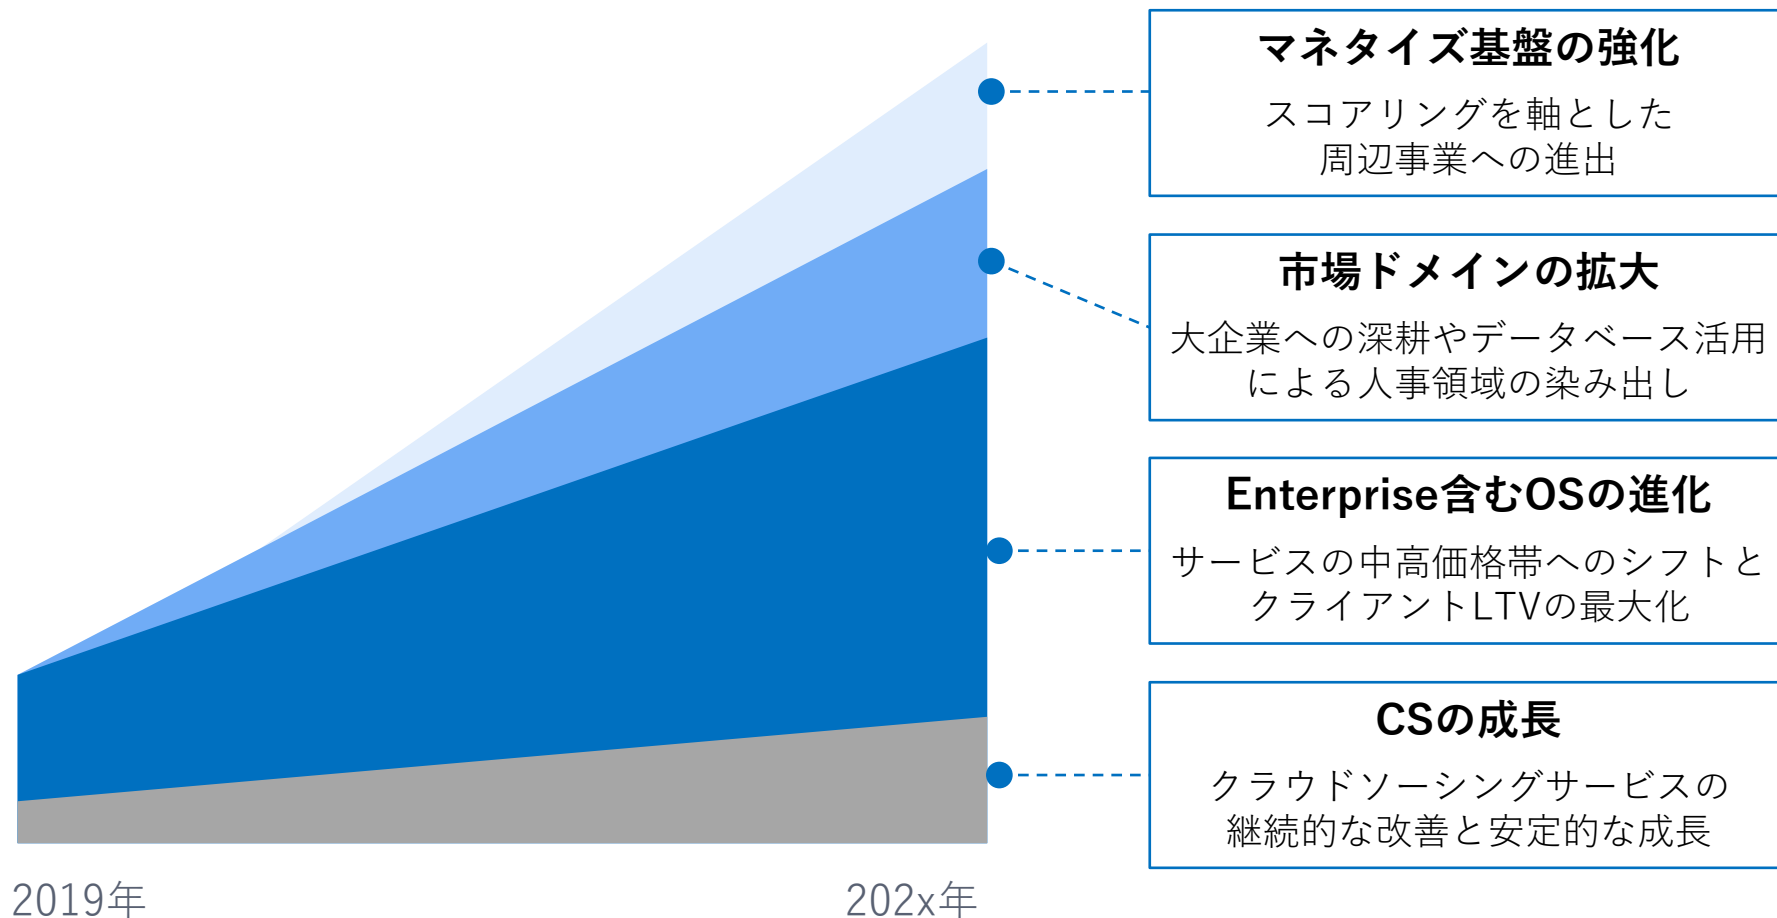 マネタイズ基盤の強化
スコアリングを軸とした
周辺事業への進出
市場ドメインの拡大
大企業への深耕やデータベース活用
による人事領域の染み出し
Enterprise含むOSの進化
サービスの中高価格帯へのシフトと
クライアントLTVの最大化
CSの成長
クラウドソーシングサービスの
継続的な改善と安定的な成長
2019年
202x年